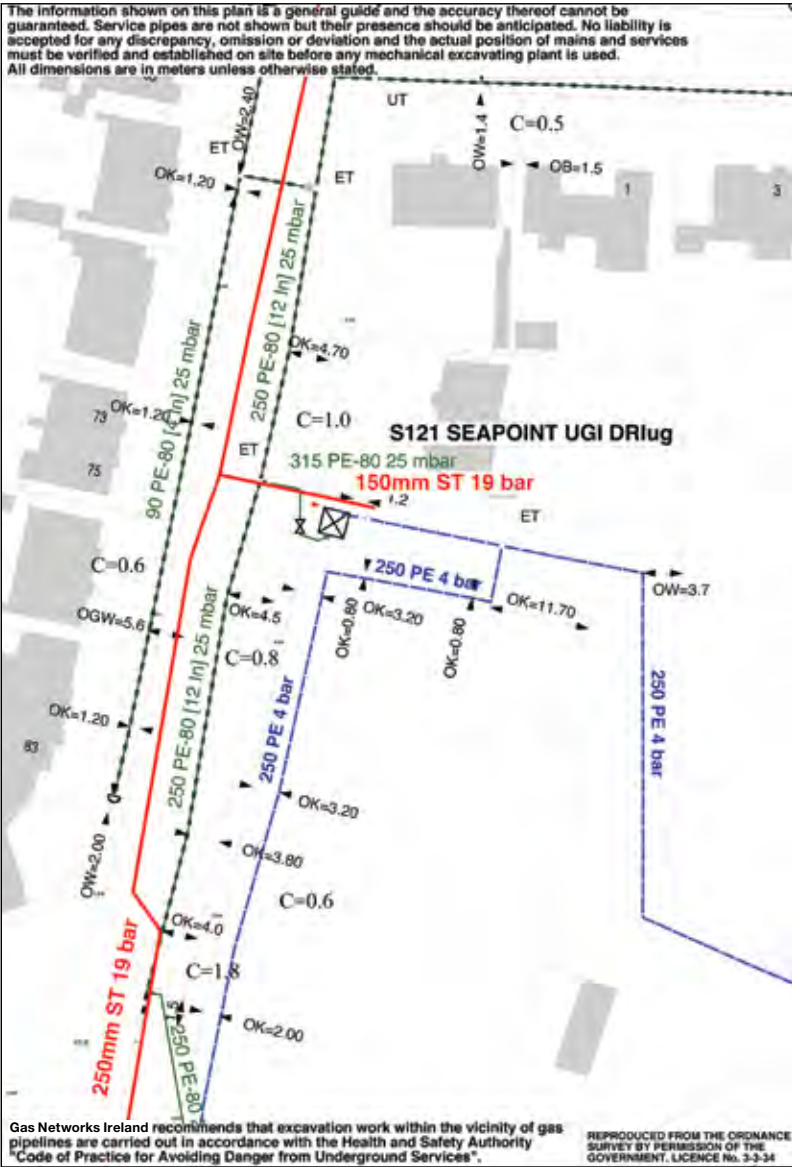 The information shown on this plan is a general guide and the accuracy thereof cannot be
guaranteed. Service pipes are not shown but their presence should be anticipated. No liability is
accepted for any discrepancy, omission or deviation and the actual position of mains and services
must be verified and established on site before any mechanical excavating plant is used.
All dimensions are in meters unless otherwise stated.
OW=2.40
UT
C=0.5
OW=1.4
ET
OK=1.20
ET
OB=1.5
1
3
250 PE-80 [12 In] 25 mbar
90 PE-80 [4 In] 25 mbar
OK=4.70
73
OK=1.20
C=1.0
S121 SEAPOINT UGI DRIug
75
ET
315 PE-80 25 mbar
150mm ST 19 bar
1.2
ET
C=0.6
250 PE 4 bar
OW=3.7
OK=4.5
OK=0.80
OK=3.20
OK=0.80
OK=11.70
OGW=5.6
C=0.8
250 PE-80 [12 In] 25 mbar
250 PE 4 bar
250 PE 4 bar
OK=1.20
83
OK=3.20
OW=2.00
OK=3.80
C=0.6
OK=4.0
250mm ST 19 bar
C=1.8
1.5
250 PE-80
OK=2.00
Gas Networks Ireland recommends that excavation work within the vicinity of gas
pipelines are carried out in accordance with the Health and Safety Authority
"Code of Practice for Avoiding Danger from Underground Services".
REPRODUCED FROM THE ORDNANCE
SURVEY BY PERMISSION OF THE
GOVERNMENT. LICENCE No. 3-3-34